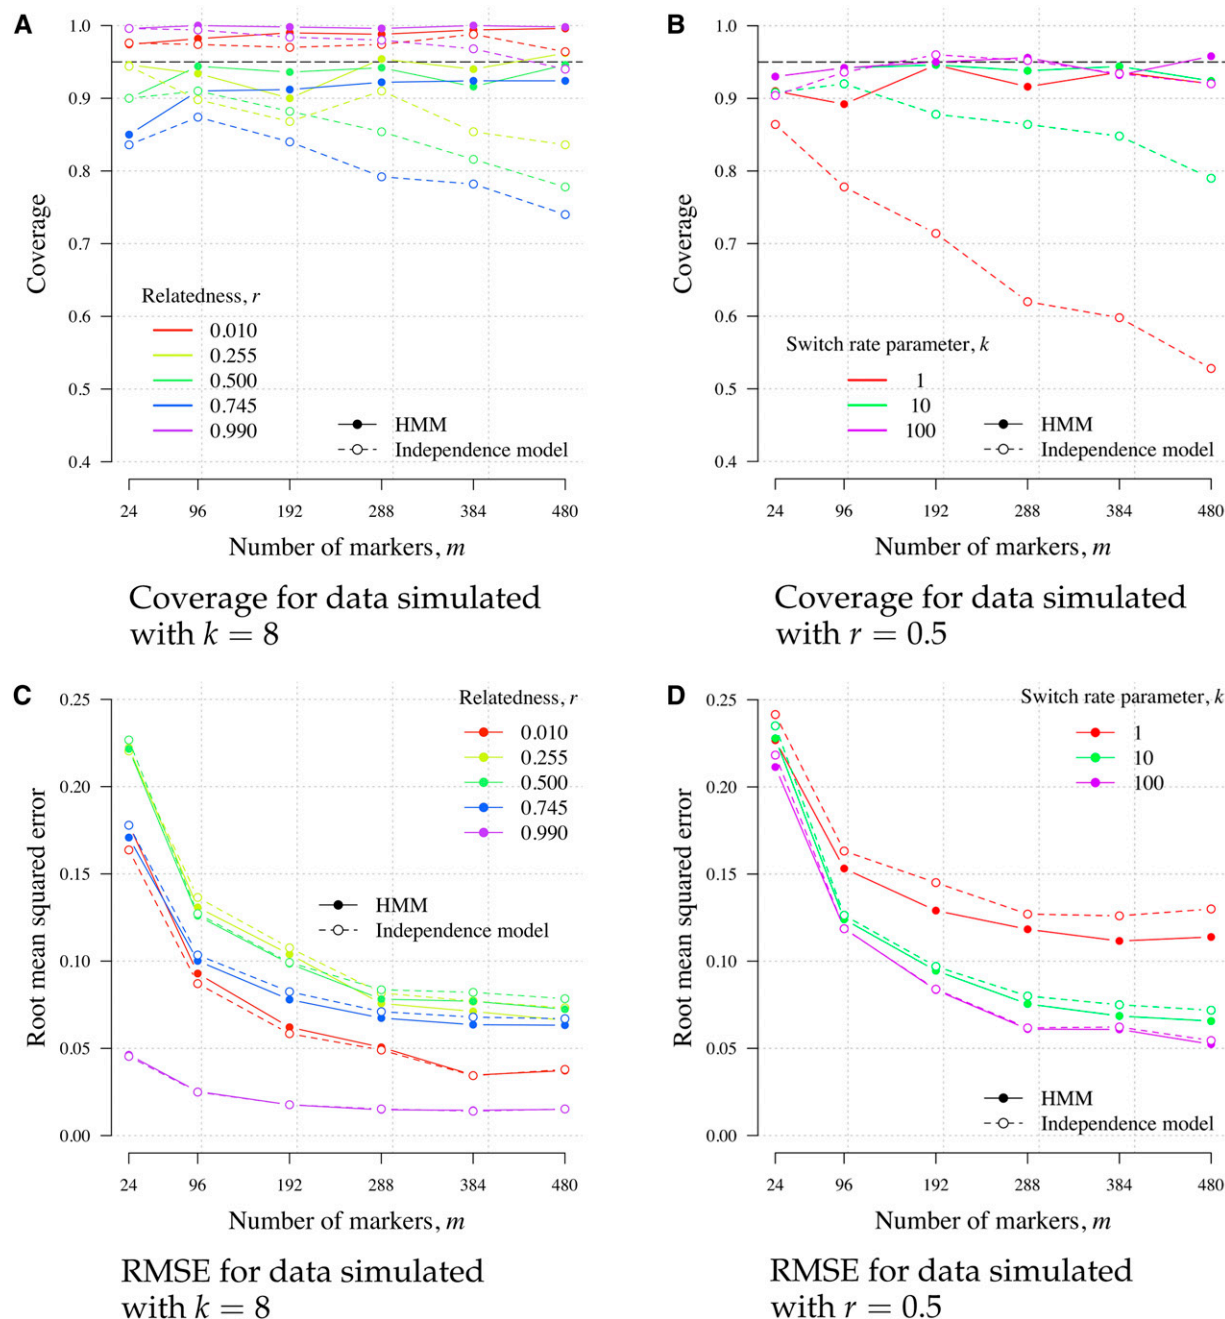 A
Coverage
1.0
0.9
0.8
0.7
0.6
0.5
0.4
Relatedness, r
0.010
0.255
0.500
0.745
0.990
HMM
Independence model
24 96 192 288 384 480
Number of markers, m
Coverage for data simulated
with k = 8
B
Coverage
1.0
0.9
0.8
0.7
0.6
0.5
0.4
Switch rate parameter, k
1
10
100
HMM
Independence model
24 96 192 288 384 480
Number of markers, m
Coverage for data simulated
with r = 0.5
C
Root mean squared error
0.25
0.20
0.15
0.10
0.05
0.00
Relatedness, r
0.010
0.255
0.500
0.745
0.990
HMM
Independence model
24 96 192 288 384 480
Number of markers, m
RMSE for data simulated
with k = 8
D
Root mean squared error
0.25
0.20
0.15
0.10
0.05
0.00
Switch rate parameter, k
1
10
100
HMM
Independence model
24 96 192 288 384 480
Number of markers, m
RMSE for data simulated
with r = 0.5